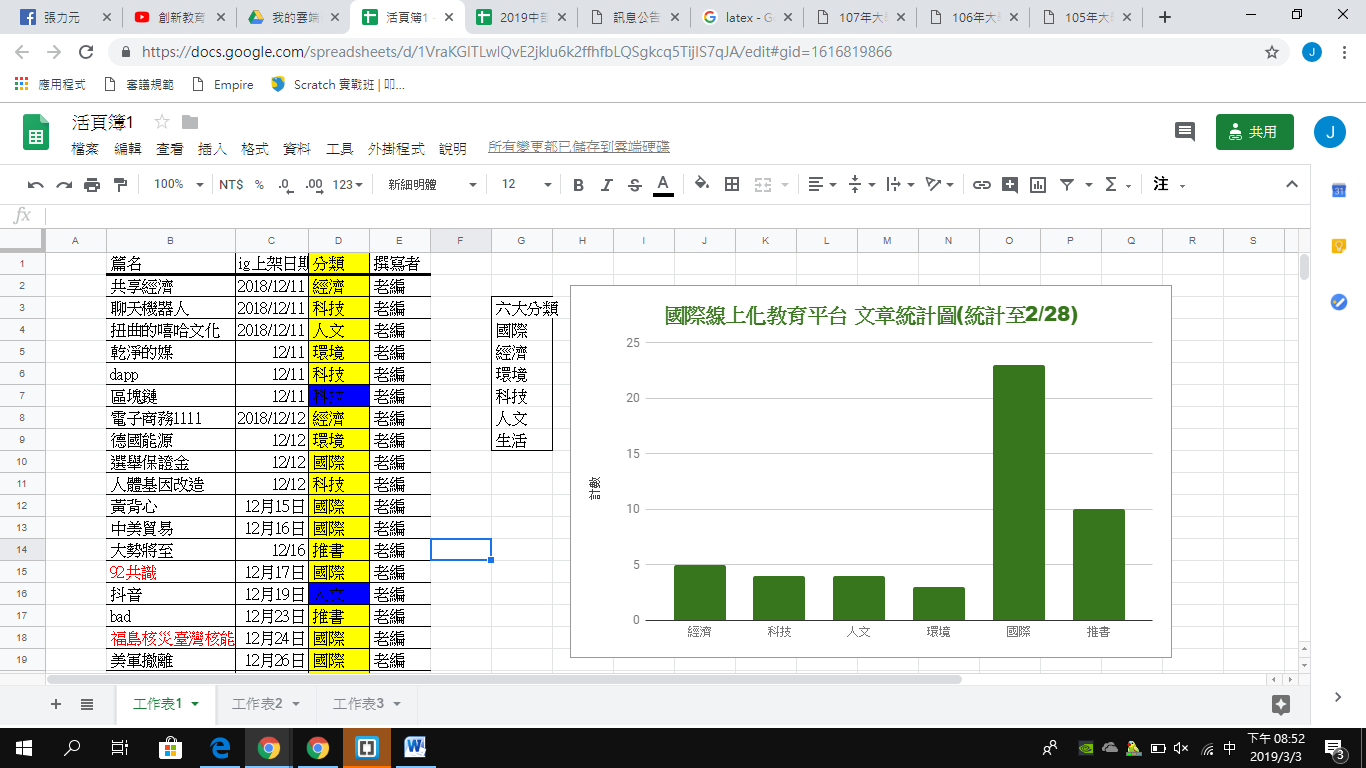 張力元
創新教育
我的雲端
活頁簿1 -
2019中部
訊息公告
latex - Go
107年大學
106年大學
105年大學
https://docs.google.com/spreadsheets/d/1VraKGlTLwlQvE2jklu6k2ffhfbLQSgkcq5TljIS7qJA/edit#gid=1616819866
J
應用程式
審議規範
Empire
Scratch 實戰班 | 叩...
活頁簿1
檔案 編輯 查看 插入 格式 資料 工具 外掛程式 說明 所有變更都已儲存到雲端硬碟
共用
J
100% NT$ % .0 .00 123 新細明體 12 B I S A Σ 注
fx
A B C D E F G H I J K L M N O P Q R S
1 篇名 ig上架日期 分類 撰寫者
2 共享經濟 2018/12/11 經濟 老編
3 聊天機器人 2018/12/11 科技 老編 六大分類
4 扭曲的嘻哈文化 2018/12/11 人文 老編 國際
5 乾淨的媒 12/11 環境 老編 經濟
6 dapp 12/11 科技 老編 環境
7 區塊鏈 12/11 科技 老編 科技
8 電子商務1111 2018/12/12 經濟 老編 人文
9 德國能源 12/12 環境 老編 生活
10 選舉保證金 12/12 國際 老編
11 人體基因改造 12/12 科技 老編
12 黃背心 12月15日 國際 老編
13 中美貿易 12月16日 國際 老編
14 大勢將至 12/16 推書 老編
15 92共識 12月17日 國際 老編
16 抖音 12月19日 人文 老編
17 bad 12月23日 推書 老編
18 福島核災臺灣核能 12月24日 國際 老編
19 美軍撤離 12月26日 國際 老編
國際線上化教育平台 文章統計圖(統計至2/28)
計數
25
20
15
10
5
0
經濟 科技 人文 環境 國際 推書
工作表1 工作表2 工作表3
中
下午 08:52
2019/3/3
3